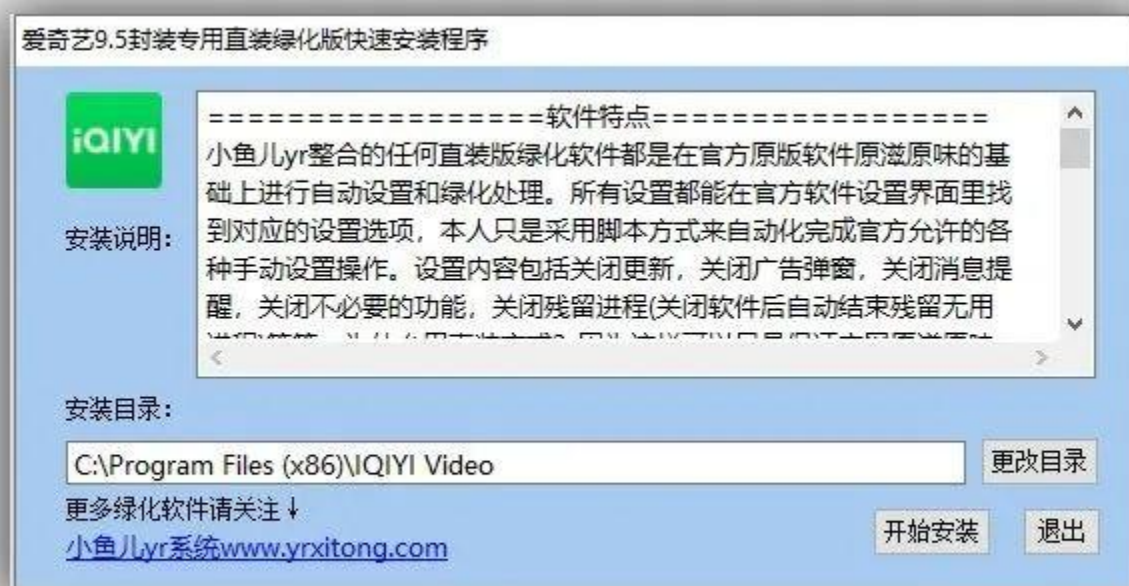 爱奇艺9.5封装专用直装绿化版快速安装程序
iQIYI
安装说明：
=================软件特点=================
小鱼儿yr整合的任何直装版绿化软件都是在官方原版软件原滋原味的基
础上进行自动设置和绿化处理。所有设置都能在官方软件设置界面里找
到对应的设置选项，本人只是采用脚本方式来自动化完成官方允许的各
种手动设置操作。设置内容包括关闭更新，关闭广告弹窗，关闭消息提
醒，关闭不必要的功能，关闭残留进程(关闭软件后自动结束残留无用
安装目录：
C:\Program Files (x86)\IQIYI Video
更改目录
更多绿化软件请关注↓
小鱼儿yr系统www.yrxitong.com
开始安装
退出